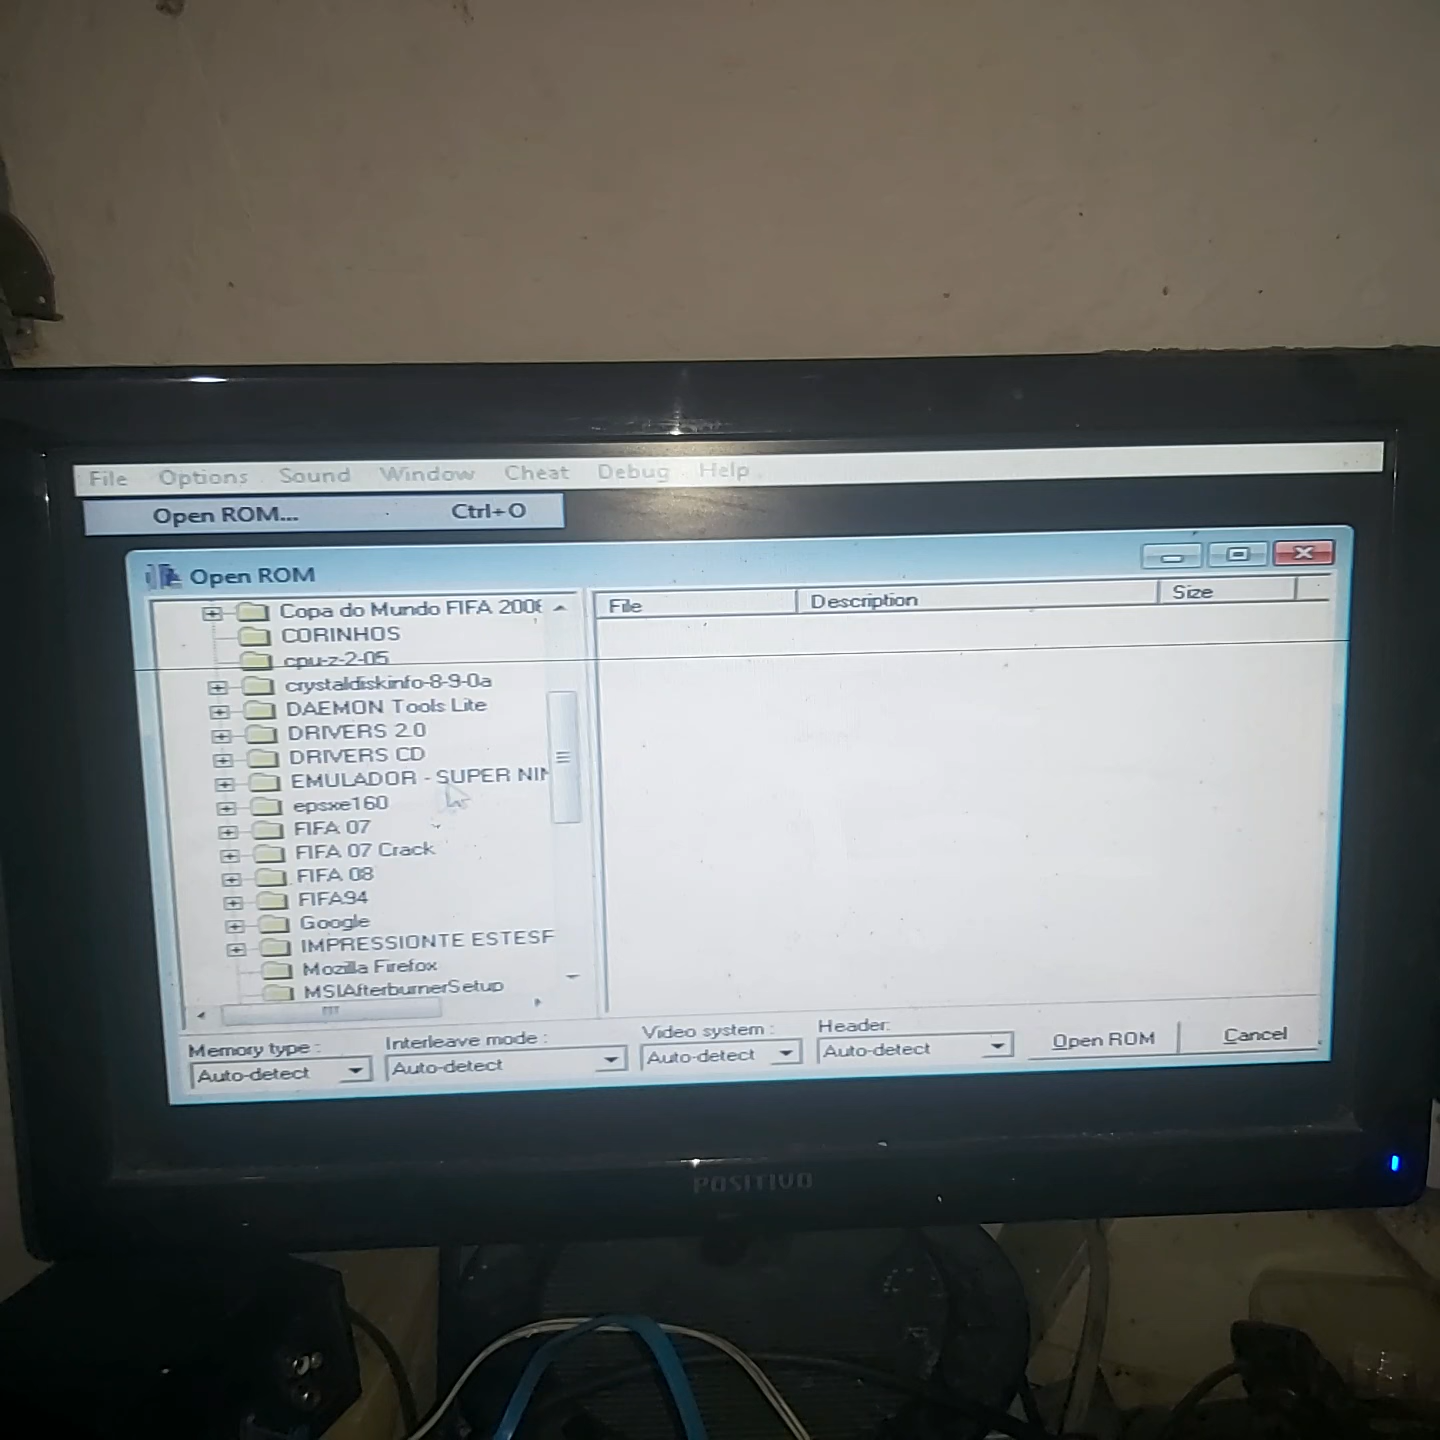 File Options Sound Window Cheat Debug Help
Open ROM... Ctrl+O
Open ROM
File Description Size
Copa do Mundo FIFA 2006
CORINHOS
cpu-z-2-05
crystaldiskinfo-8-9-0a
DAEMON Tools Lite
DRIVERS 2.0
DRIVERS CD
EMULADOR - SUPER NIN
epsxe160
FIFA 07
FIFA 07 Crack
FIFA 08
FIFA94
Google
IMPRESSIONTE ESTESF
Mozilla Firefox
MSIAfterburnerSetup
Memory type : Interleave mode : Video system : Header:
Auto-detect Auto-detect Auto-detect Auto-detect Open ROM Cancel
POSITIVO